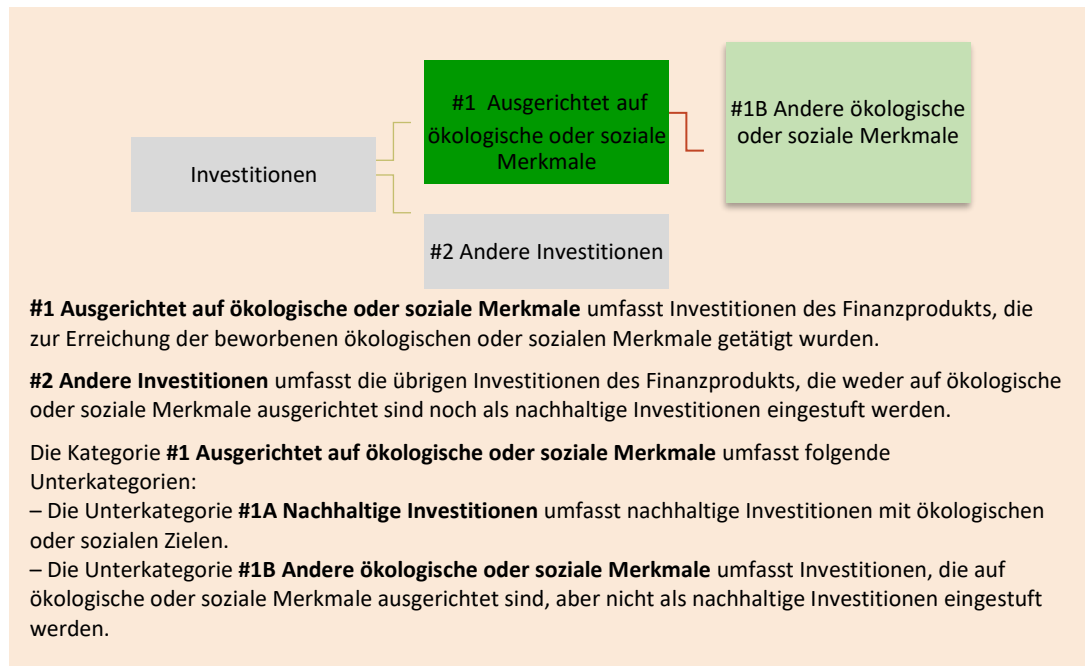 #1 Ausgerichtet auf
ökologische oder soziale
Merkmale
#1B Andere ökologische
oder soziale Merkmale
Investitionen
#2 Andere Investitionen
#1 Ausgerichtet auf ökologische oder soziale Merkmale umfasst Investitionen des Finanzprodukts, die
zur Erreichung der beworbenen ökologischen oder sozialen Merkmale getätigt wurden.
#2 Andere Investitionen umfasst die übrigen Investitionen des Finanzprodukts, die weder auf ökologische
oder soziale Merkmale ausgerichtet sind noch als nachhaltige Investitionen eingestuft werden.
Die Kategorie #1 Ausgerichtet auf ökologische oder soziale Merkmale umfasst folgende
Unterkategorien:
– Die Unterkategorie #1A Nachhaltige Investitionen umfasst nachhaltige Investitionen mit ökologischen
oder sozialen Zielen.
– Die Unterkategorie #1B Andere ökologische oder soziale Merkmale umfasst Investitionen, die auf
ökologische oder soziale Merkmale ausgerichtet sind, aber nicht als nachhaltige Investitionen eingestuft
werden.